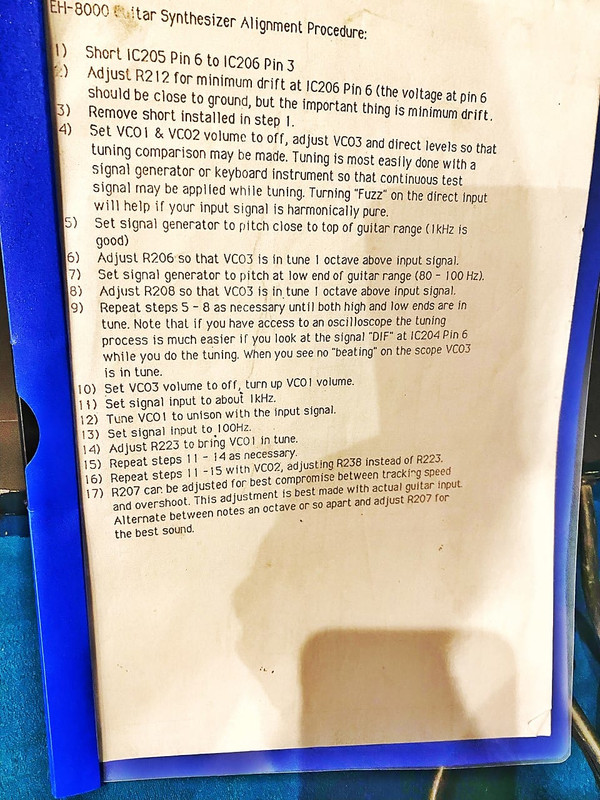 EH-8000 Guitar Synthesizer Alignment Procedure:
1) Short IC205 Pin 6 to IC206 Pin 3
2) Adjust R212 for minimum drift at IC206 Pin 6 (the voltage at pin 6
should be close to ground, but the important thing is minimum drift.
3) Remove short installed in step 1.
4) Set VCO1 & VCO2 volume to off, adjust VCO3 and direct levels so that
tuning comparison may be made. Tuning is most easily done with a
signal generator or keyboard instrument so that continuous test
signal may be applied while tuning. Turning "Fuzz" on the direct input
will help if your input signal is harmonically pure.
5) Set signal generator to pitch close to top of guitar range (1kHz is
good)
6) Adjust R206 so that VCO3 is in tune 1 octave above input signal.
7) Set signal generator to pitch at low end of guitar range (80 - 100 Hz).
8) Adjust R208 so that VCO3 is in tune 1 octave above input signal.
9) Repeat steps 5 - 8 as necessary until both high and low ends are in
tune. Note that if you have access to an oscilloscope the tuning
process is much easier if you look at the signal "DIF" at IC204 Pin 6
while you do the tuning. When you see no "beating" on the scope VCO3
is in tune.
10) Set VCO3 volume to off, turn up VCO1 volume.
11) Set signal input to about 1kHz.
12) Tune VCO1 to unison with the input signal.
13) Set signal input to 100Hz.
14) Adjust R223 to bring VCO1 in tune.
15) Repeat steps 11 - 14 as necessary.
16) Repeat steps 11 -15 with VCO2, adjusting R238 instead of R223.
17) R207 can be adjusted for best compromise between tracking speed
and overshoot. This adjustment is best made with actual guitar input.
Alternate between notes an octave or so apart and adjust R207 for
the best sound.